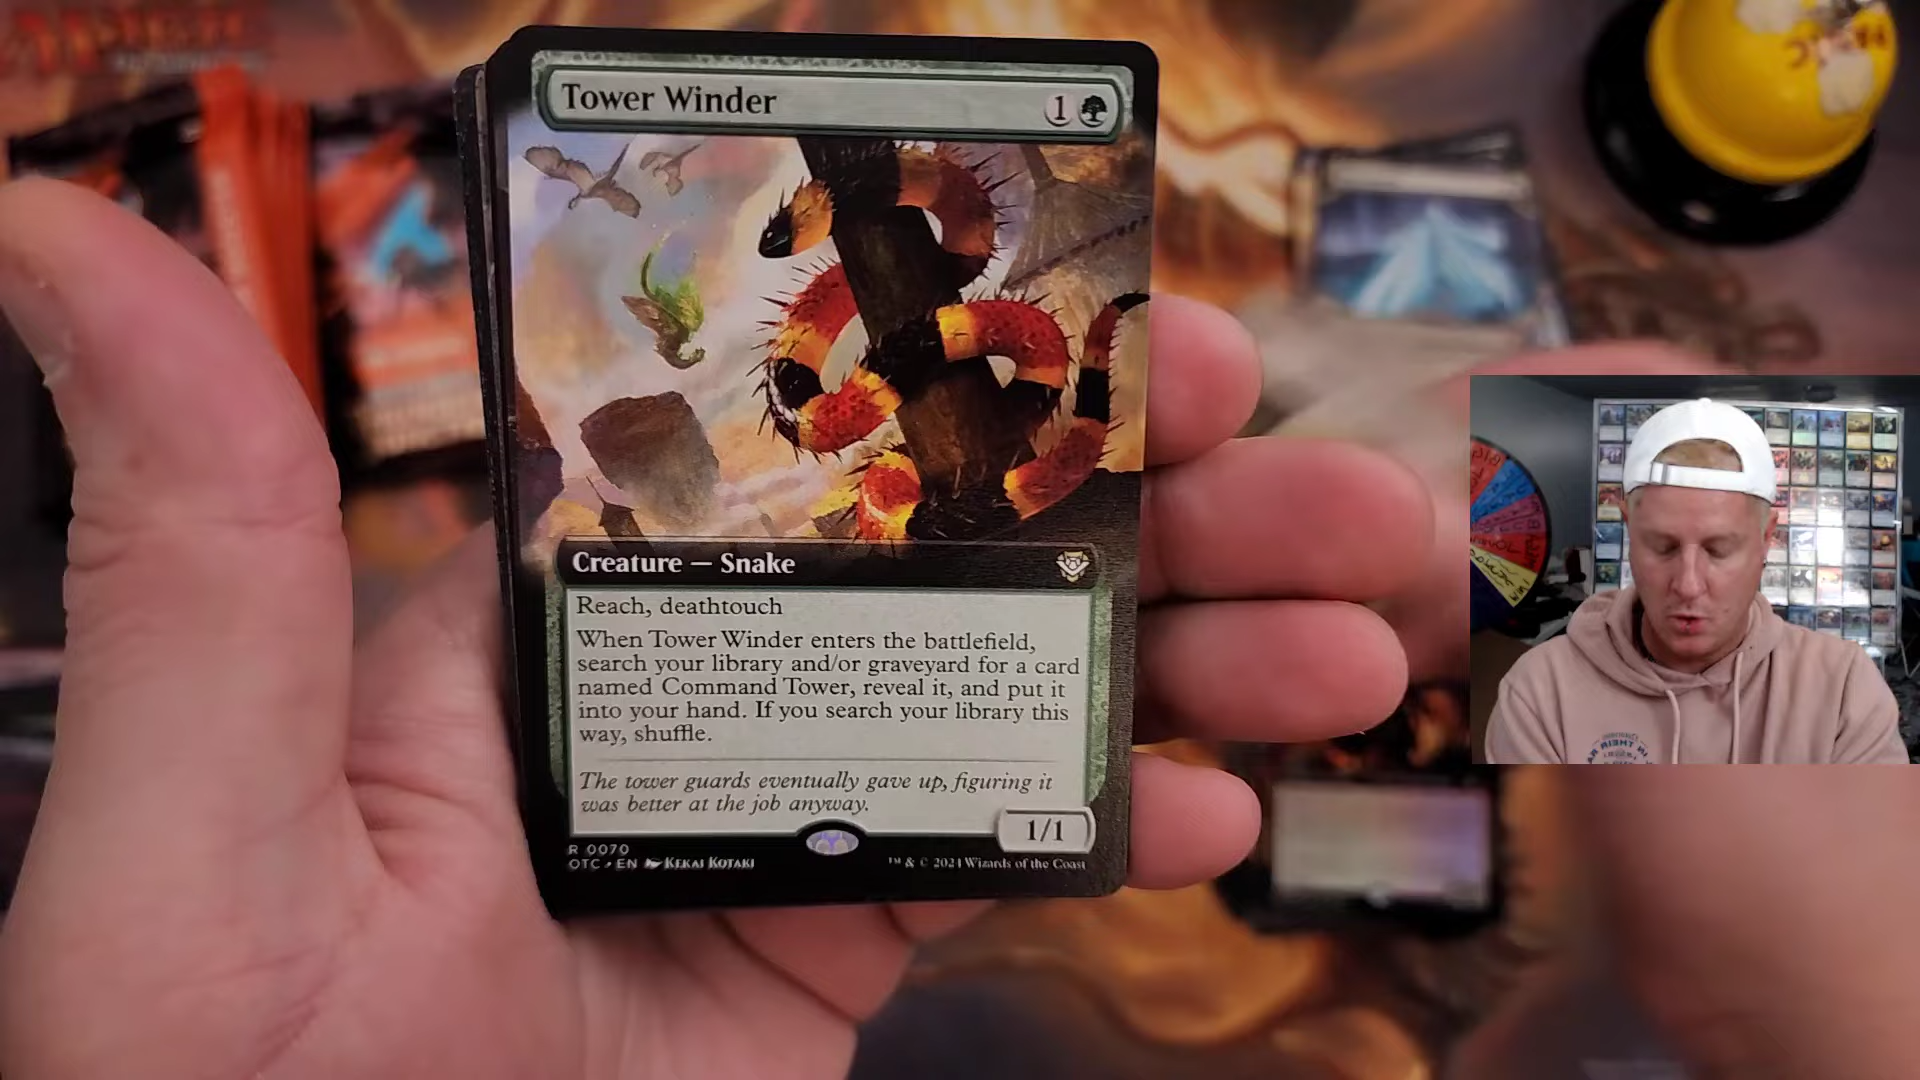 Tower Winder 1
Creature — Snake
Reach, deathtouch
When Tower Winder enters the battlefield,
search your library and/or graveyard for a card
named Command Tower, reveal it, and put it
into your hand. If you search your library this
way, shuffle.
The tower guards eventually gave up, figuring it
was better at the job anyway.
1/1
R 0070
OTC • EN KEKAI KOTAKI
™ & © 2024 Wizards of the Coast